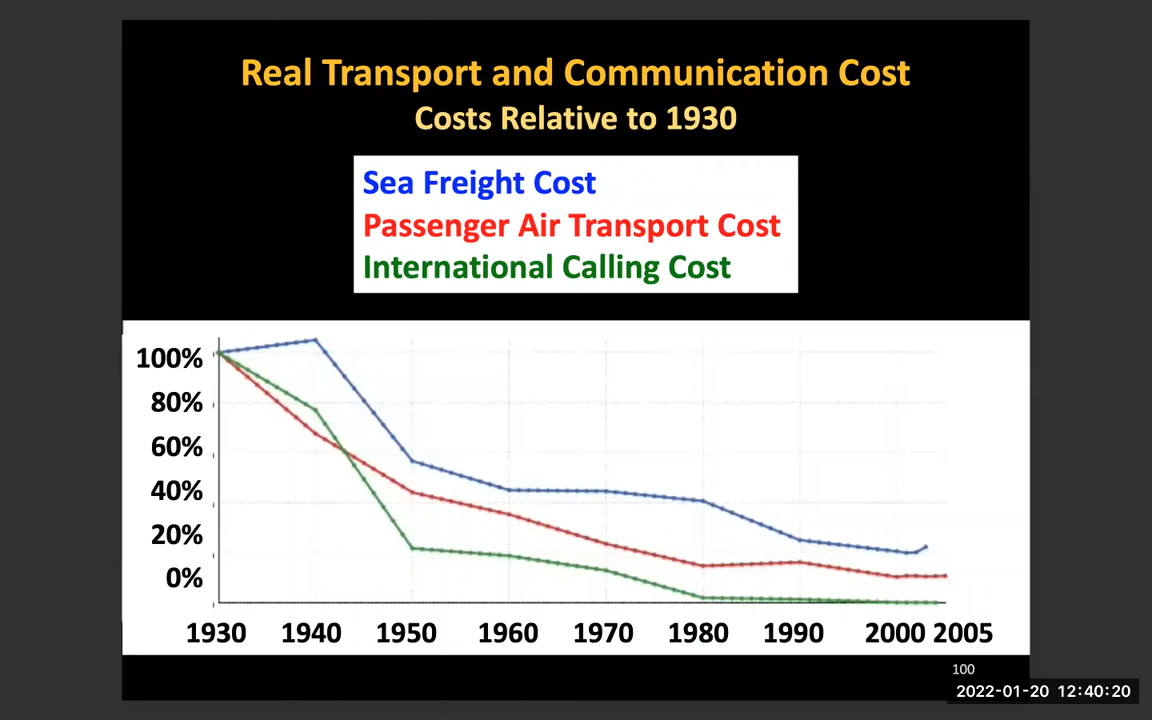 Real Transport and Communication Cost
Costs Relative to 1930
Sea Freight Cost
Passenger Air Transport Cost
International Calling Cost
100%
80%
60%
40%
20%
0%
1930 1940 1950 1960 1970 1980 1990 2000 2005
100
2022-01-20 12:40:20